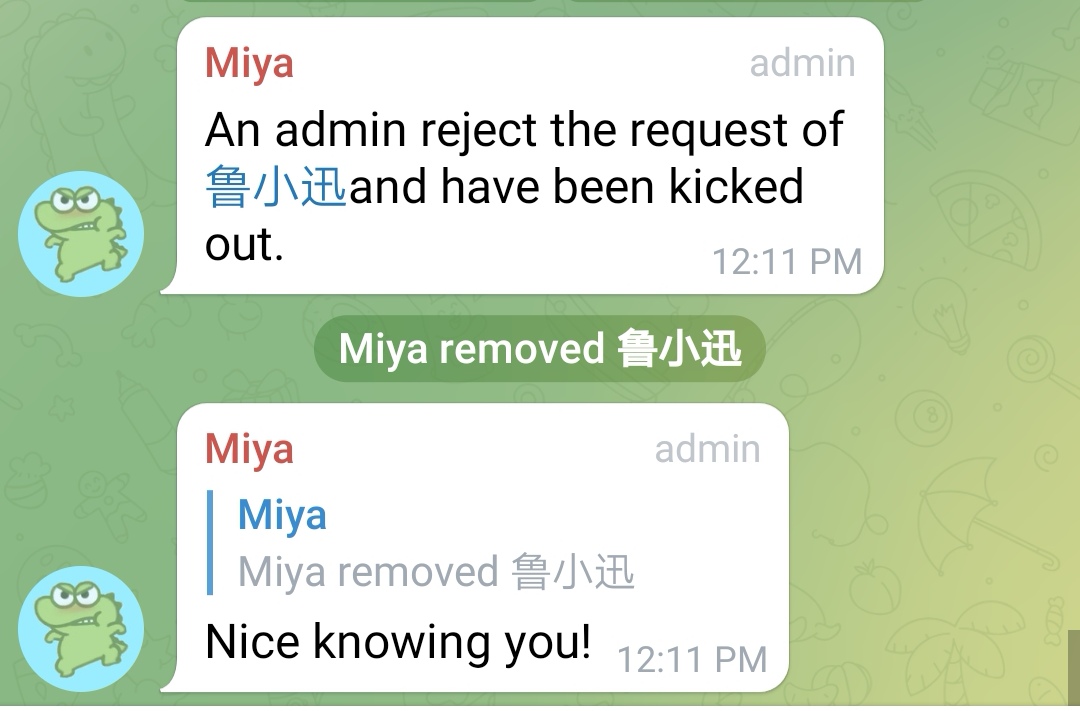 Miya admin
An admin reject the request of
鲁小迅and have been kicked
out.
12:11 PM
Miya removed 鲁小迅
Miya admin
Miya
Miya removed 鲁小迅
Nice knowing you! 12:11 PM